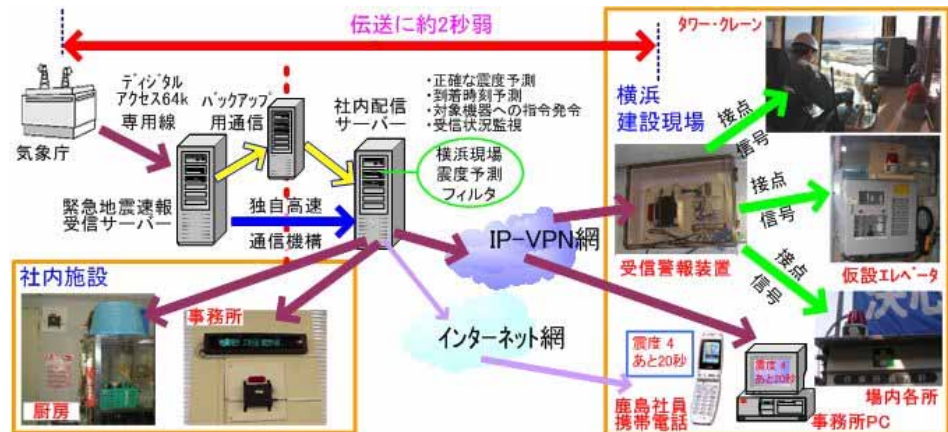 伝送に約2秒弱
気象庁
ディジタル
アクセス64k
専用線
バックアップ
用通信
社内配信
サーバー
・正確な震度予測
・到着時刻予測
・対象機器への指令発令
・受信状況監視
横浜現場
震度予測
フィルタ
緊急地震速報
受信サーバー
独自高速
通信機構
IP-VPN網
インターネット網
社内施設
厨房
事務所
横浜
建設現場
タワー・クレーン
受信警報装置
接点
信号
接点
信号
接点
信号
仮設エレベータ
場内各所
震度 4
あと20秒
鹿島社員
携帯電話
震度 4
あと20秒
事務所PC